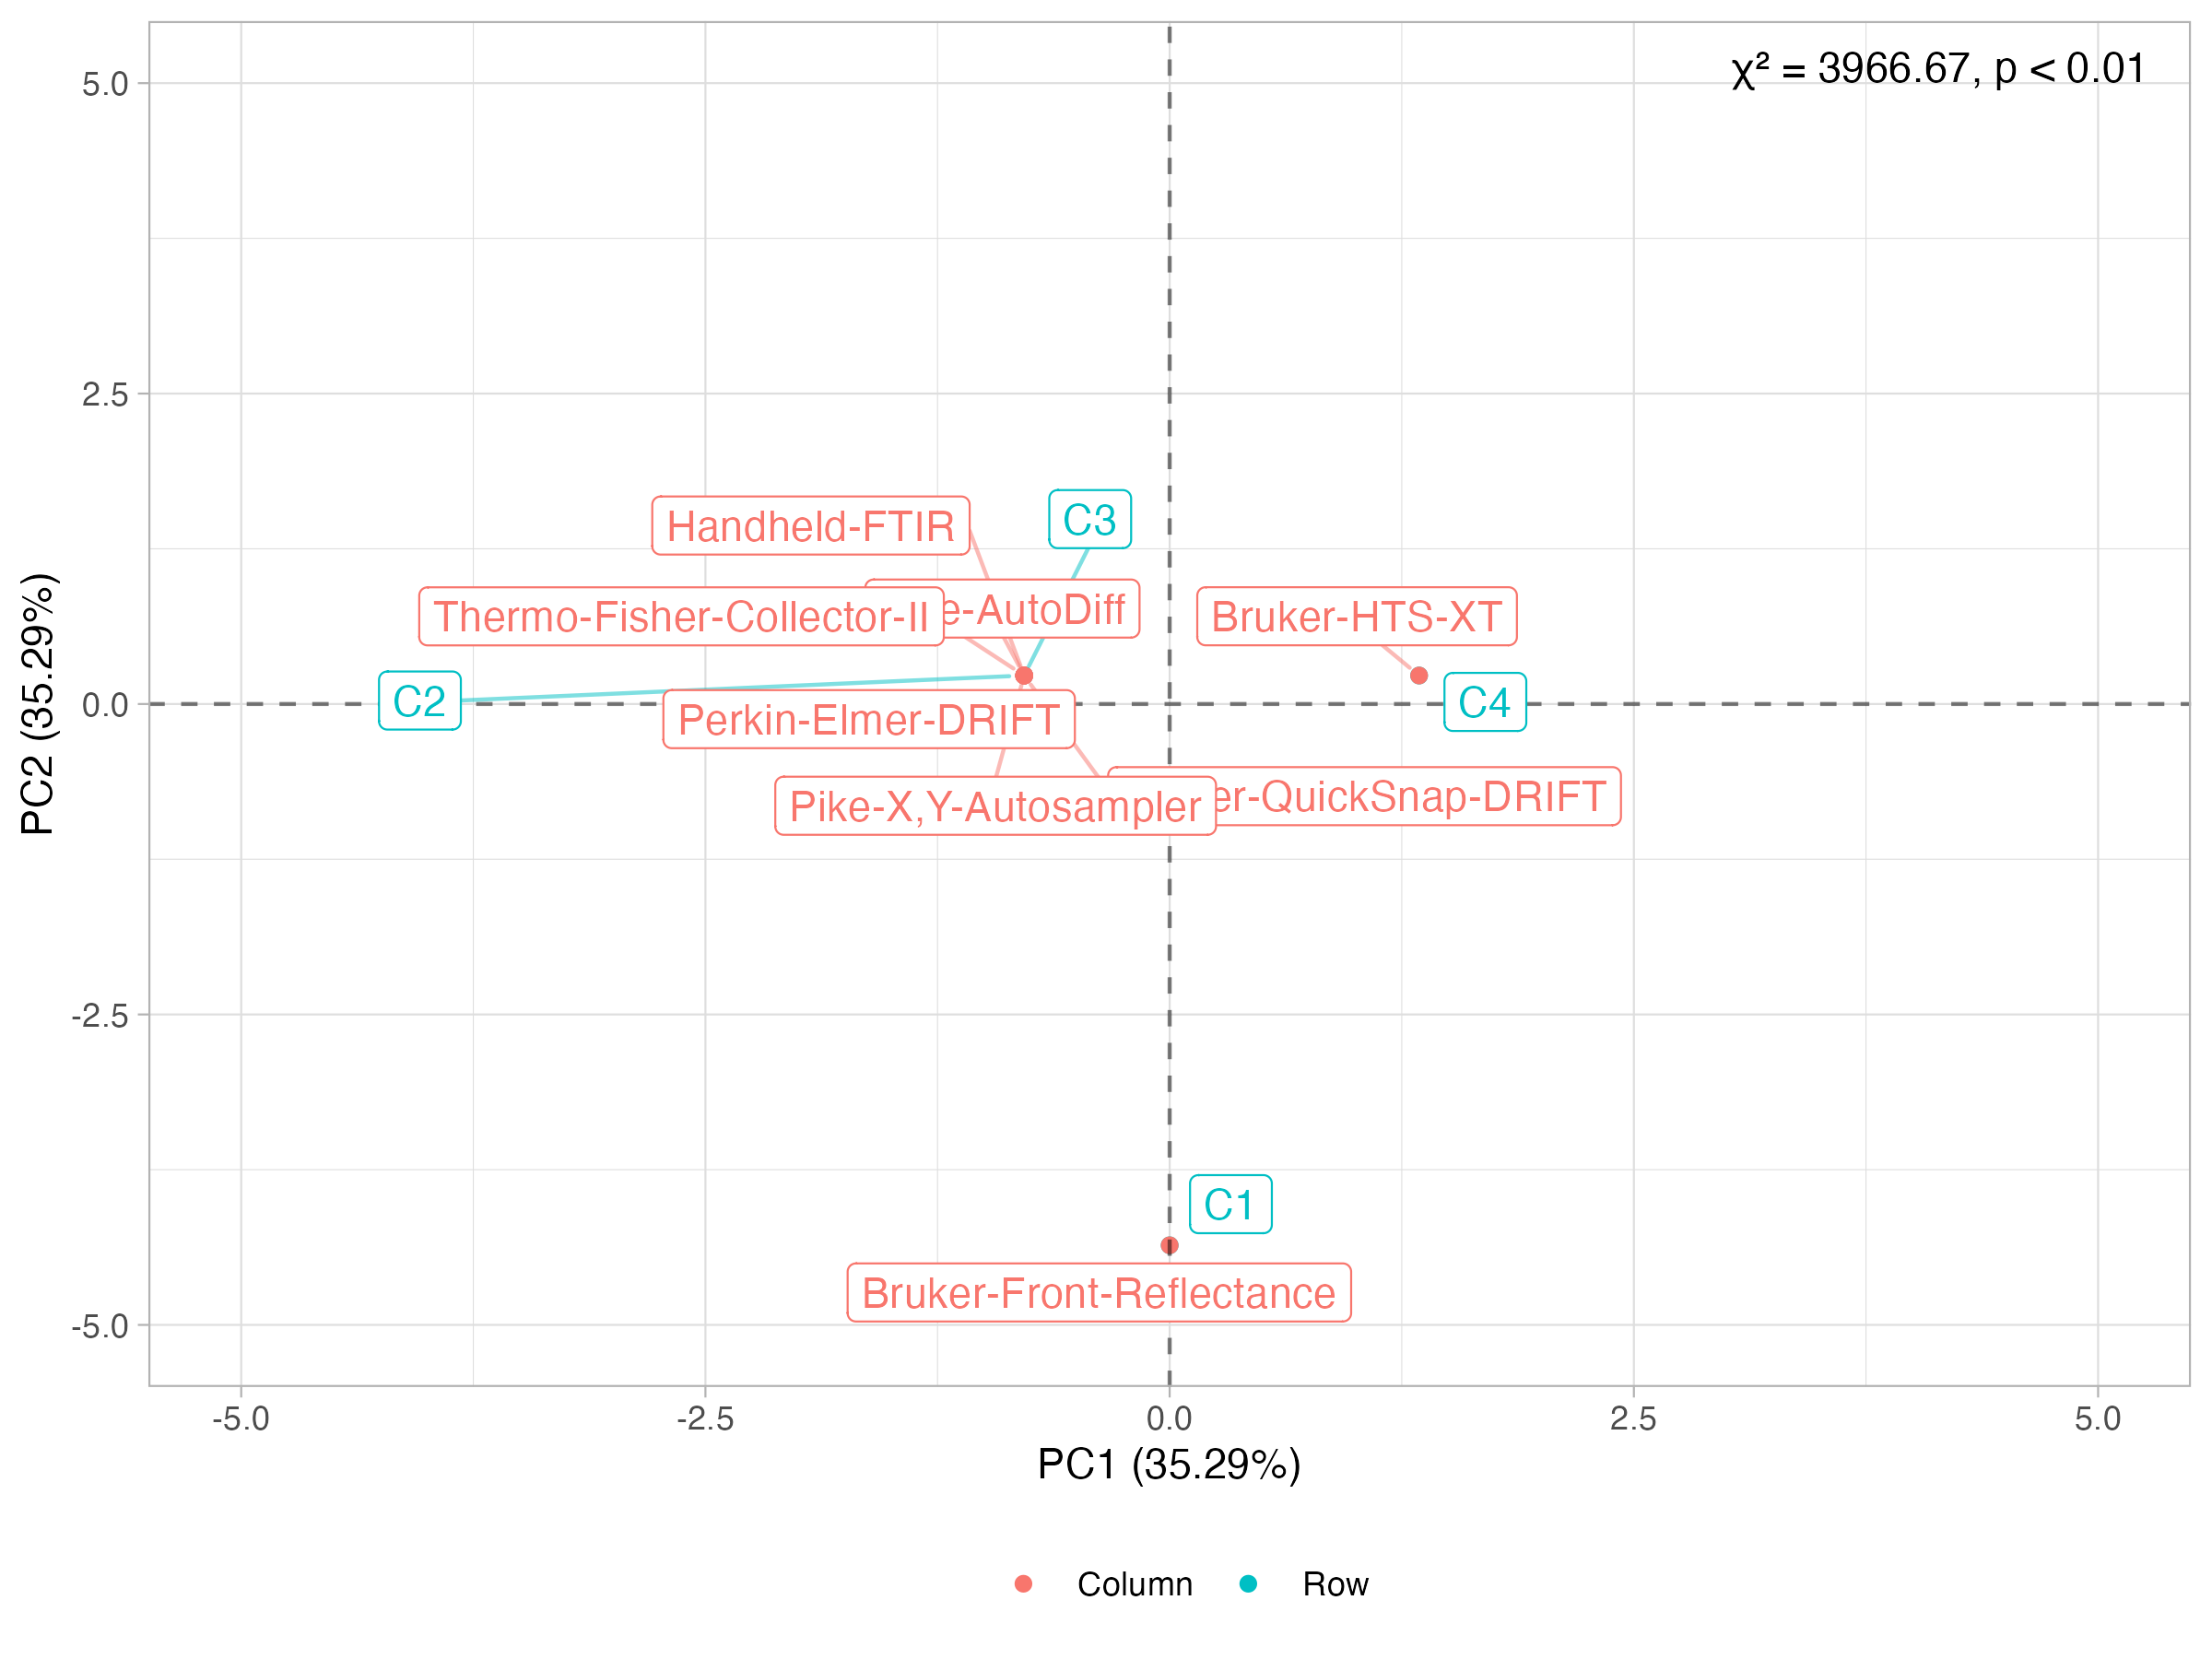 χ² = 3966.67, p < 0.01
5.0
2.5
0.0
-2.5
-5.0
PC2 (35.29%)
Handheld-FTIR
C3
Thermo-Fisher-Collector-II
e-AutoDiff
Bruker-HTS-XT
C2
C4
Perkin-Elmer-DRIFT
Pike-X,Y-Autosampler
er-QuickSnap-DRIFT
C1
Bruker-Front-Reflectance
-5.0
-2.5
0.0
2.5
5.0
PC1 (35.29%)
Column
Row